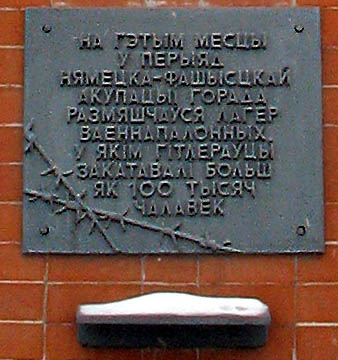 НА ГЭТЫМ МЕСЦЫ
У ПЕРЫЯД
НЯМЕЦКА-ФАШЫСЦКАЙ
АКУПАЦЫІ ГОРАДА
РАЗМЯШЧАЎСЯ ЛАГЕР
ВАЕННАПАЛОННЫХ,
У ЯКІМ ГІТЛЕРАЎЦЫ
ЗАКАТАВАЛІ БОЛЬШ
ЯК 100 ТЫСЯЧ
ЧАЛАВЕК